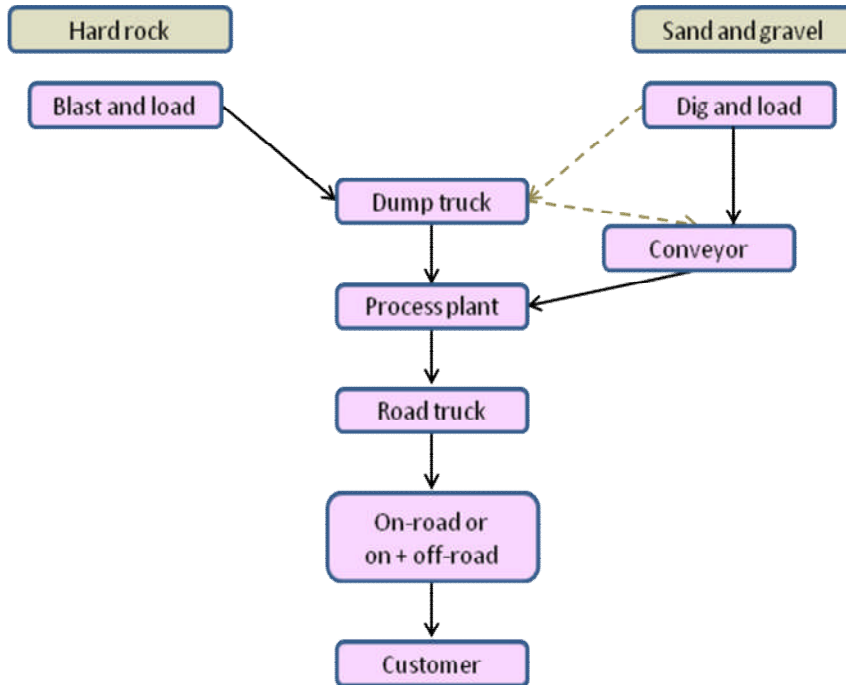 Hard rock
Sand and gravel
Blast and load
Dig and load
Dump truck
Conveyor
Process plant
Road truck
On-road or
on + off-road
Customer